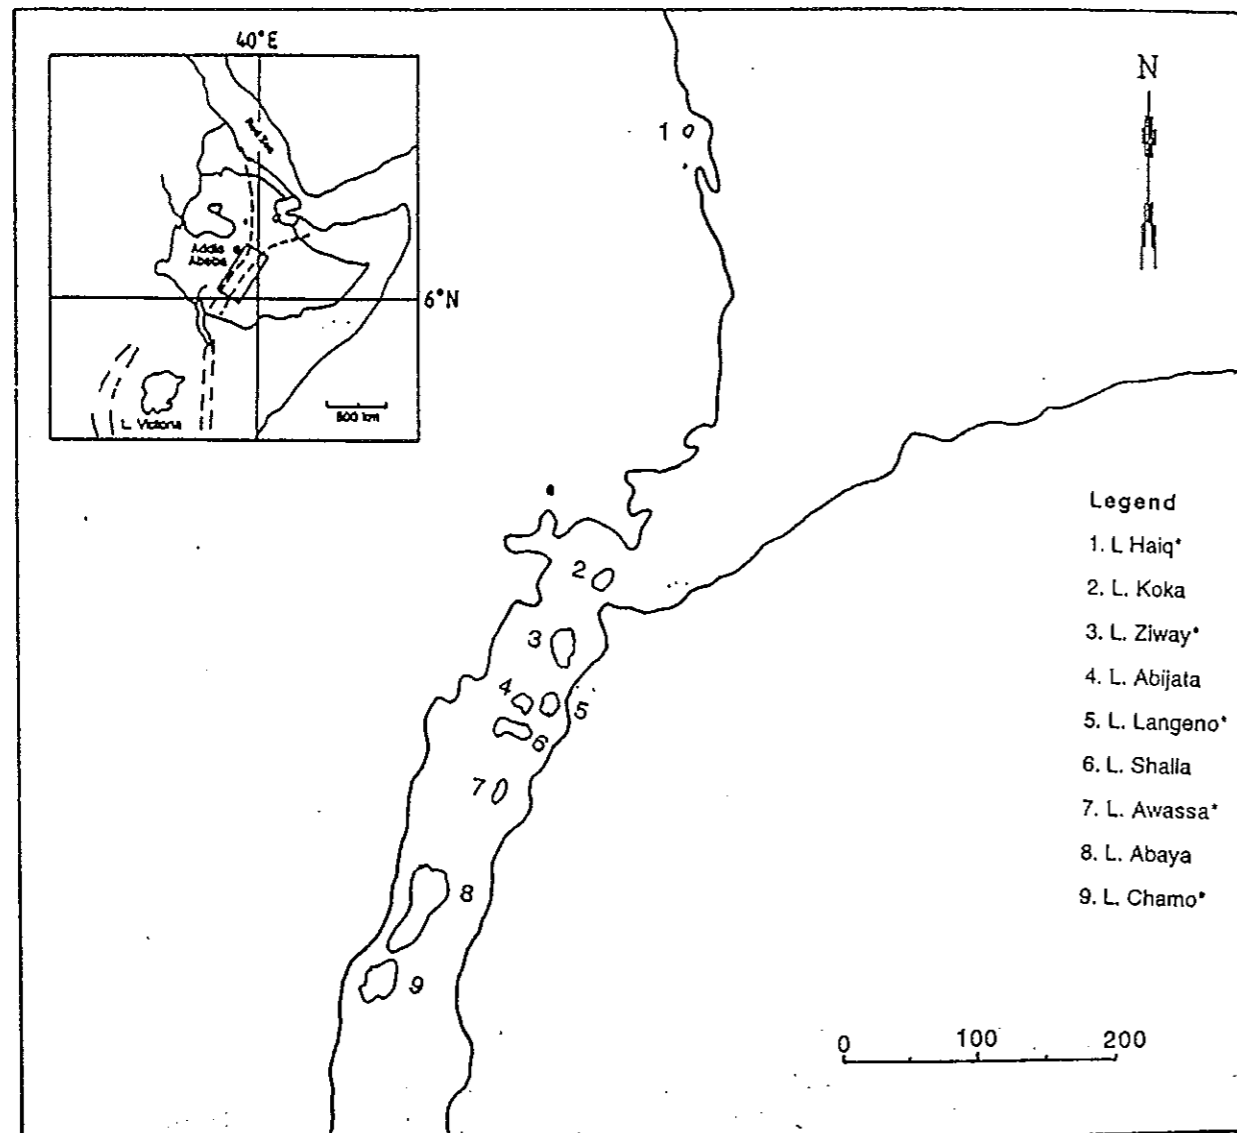 40°E
Red Sea
Addis
Ababa
6°N
L. Victoria
500 km
N
1
2
3
4
5
6
7
8
9
Legend
1. L Haiq*
2. L. Koka
3. L. Ziway*
4. L. Abijata
5. L. Langeno*
6. L. Shalla
7. L. Awassa*
8. L. Abaya
9. L. Chamo*
0 100 200